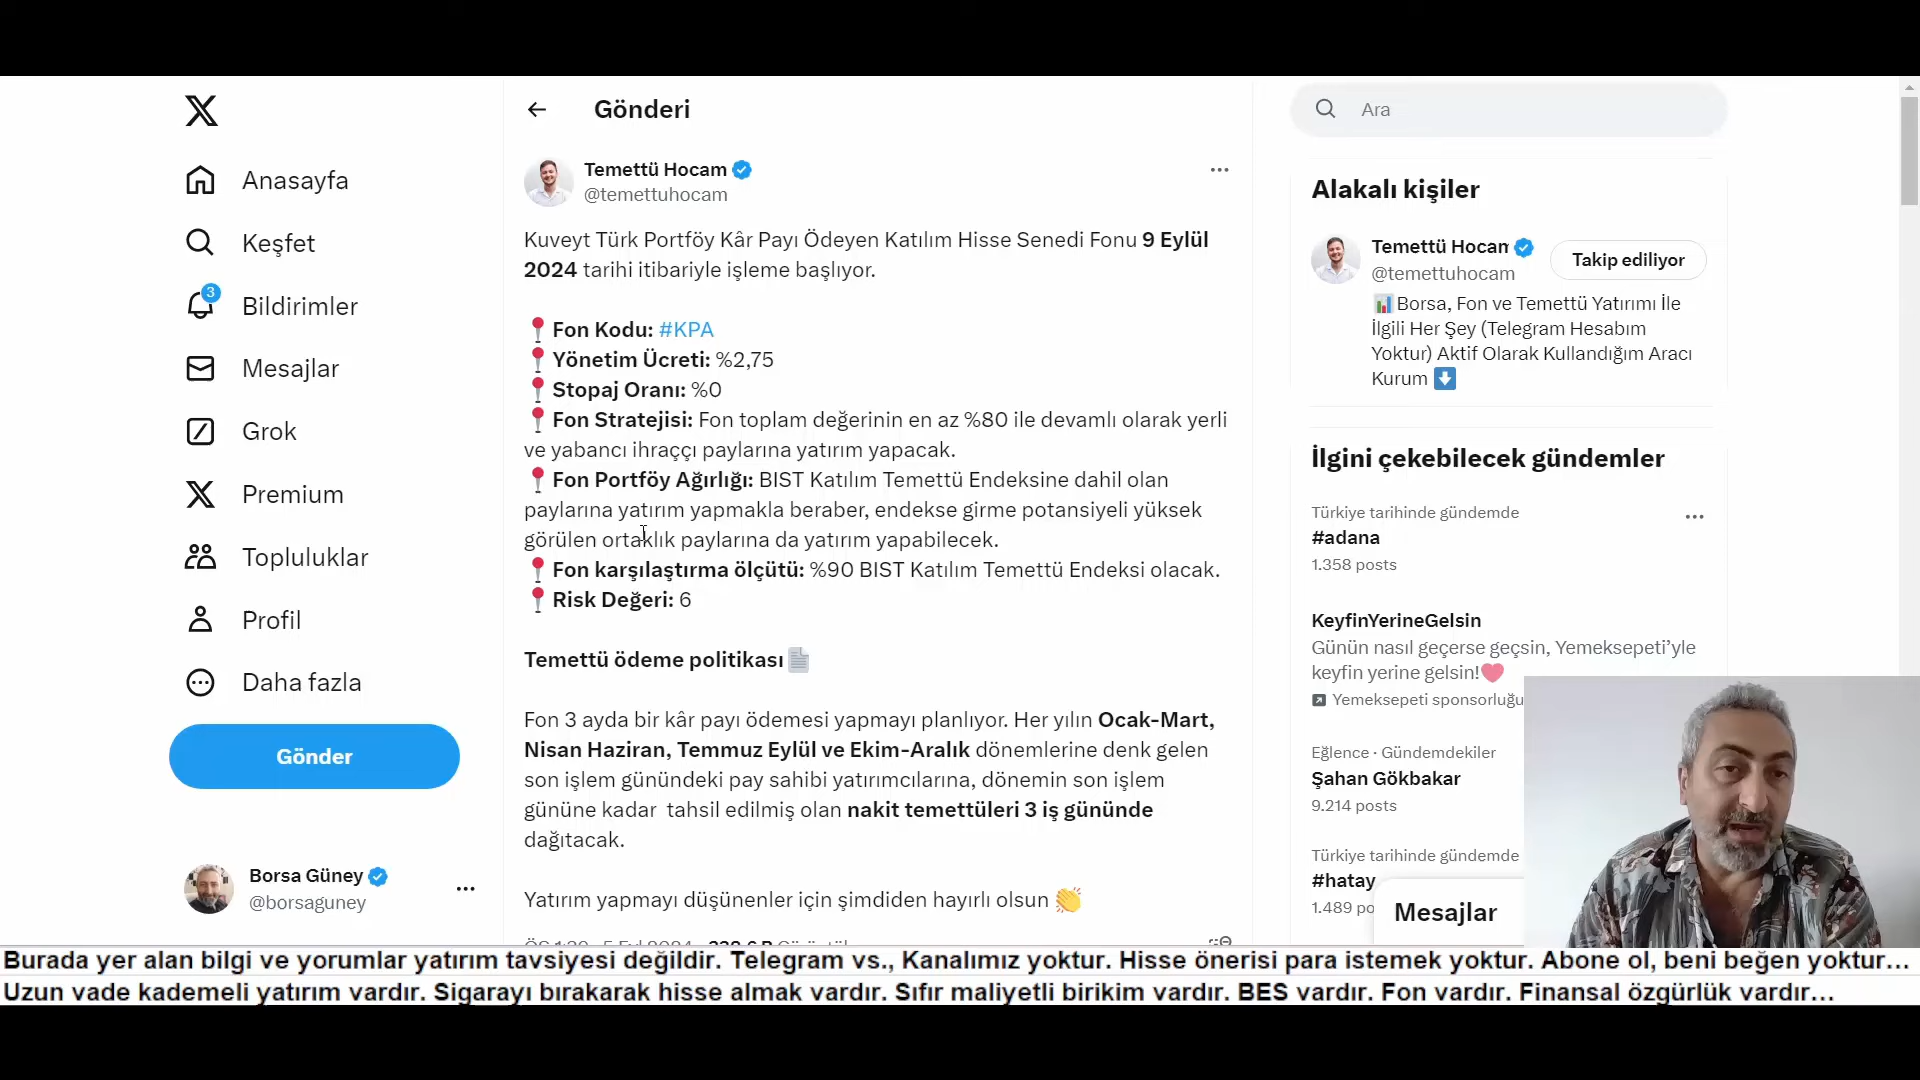 Gönderi
Ara
Anasayfa
Keşfet
3
Bildirimler
Mesajlar
Grok
Premium
Topluluklar
Profil
Daha fazla
Gönder
Borsa Güney
@borsaguney
Temettü Hocam
@temettuhocam
Kuveyt Türk Portföy Kâr Payı Ödeyen Katılım Hisse Senedi Fonu 9 Eylül
2024 tarihi itibariyle işleme başlıyor.
Fon Kodu: #KPA
Yönetim Ücreti: %2,75
Stopaj Oranı: %0
Fon Stratejisi: Fon toplam değerinin en az %80 ile devamlı olarak yerli
ve yabancı ihraççı paylarına yatırım yapacak.
Fon Portföy Ağırlığı: BIST Katılım Temettü Endeksine dahil olan
paylarına yatırım yapmakla beraber, endekse girme potansiyeli yüksek
görülen ortaklık paylarına da yatırım yapabilecek.
Fon karşılaştırma ölçütü: %90 BIST Katılım Temettü Endeksi olacak.
Risk Değeri: 6
Temettü ödeme politikası
Fon 3 ayda bir kâr payı ödemesi yapmayı planlıyor. Her yılın Ocak-Mart,
Nisan Haziran, Temmuz Eylül ve Ekim-Aralık dönemlerine denk gelen
son işlem günündeki pay sahibi yatırımcılarına, dönemin son işlem
gününe kadar tahsil edilmiş olan nakit temettüleri 3 iş gününde
dağıtacak.
Yatırım yapmayı düşünenler için şimdiden hayırlı olsun
Alakalı kişiler
Temettü Hocam
@temettuhocam
Takip ediliyor
Borsa, Fon ve Temettü Yatırımı İle
İlgili Her Şey (Telegram Hesabım
Yoktur) Aktif Olarak Kullandığım Aracı
Kurum
İlgini çekebilecek gündemler
Türkiye tarihinde gündemde
#adana
1.358 posts
KeyfinYerineGelsin
Günün nasıl geçerse geçsin, Yemeksepeti’yle
keyfin yerine gelsin!
Yemeksepeti sponsorluğu
Eğlence · Gündemdekiler
Şahan Gökbakar
9.214 posts
Türkiye tarihinde gündemde
#hatay
1.489 po
Mesajlar
Burada yer alan bilgi ve yorumlar yatırım tavsiyesi değildir. Telegram vs., Kanalımız yoktur. Hisse önerisi para istemek yoktur. Abone ol, beni beğen yoktur...
Uzun vade kademeli yatırım vardır. Sigarayı bırakarak hisse almak vardır. Sıfır maliyetli birikim vardır. BES vardır. Fon vardır. Finansal özgürlük vardır...